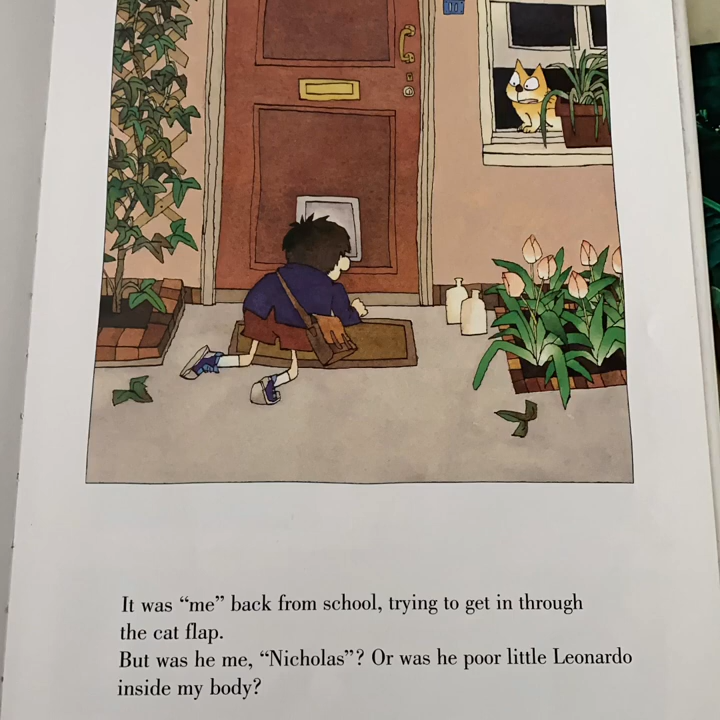 It was “me” back from school, trying to get in through
the cat flap.
But was he me, “Nicholas”? Or was he poor little Leonardo
inside my body?